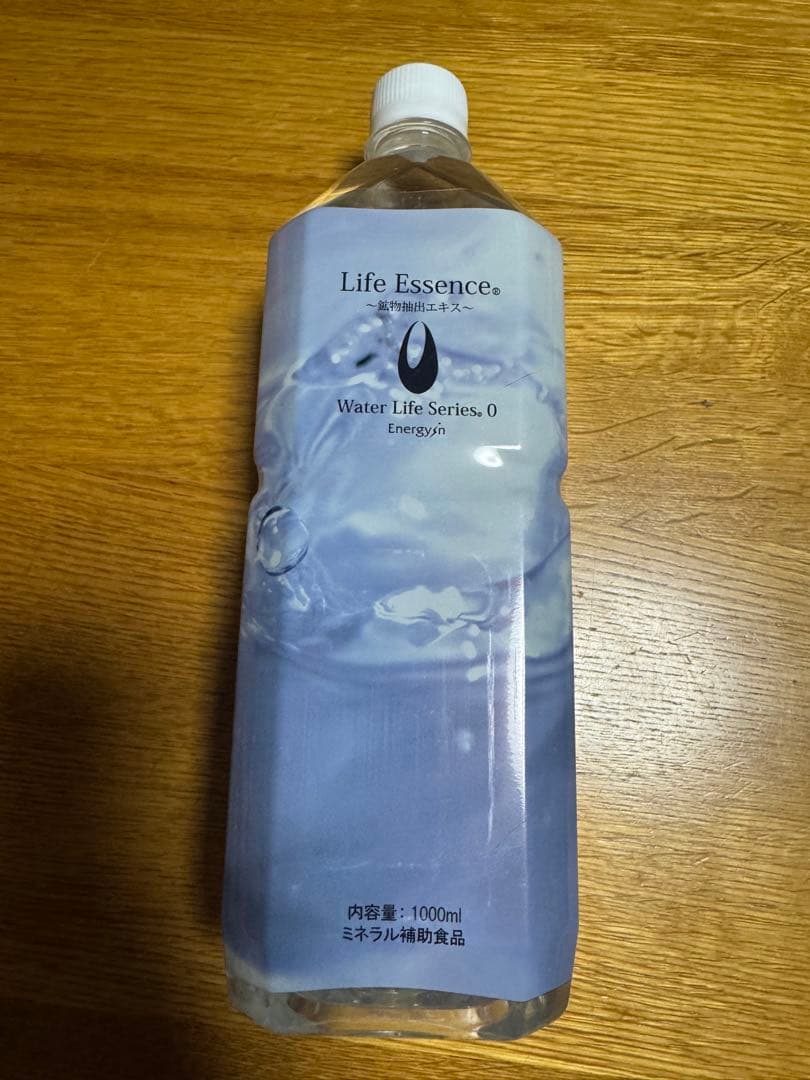 Life Essence®
～鉱物抽出エキス～
Water Life Series® 0
Energyin
内容量：1000ml
ミネラル補助食品